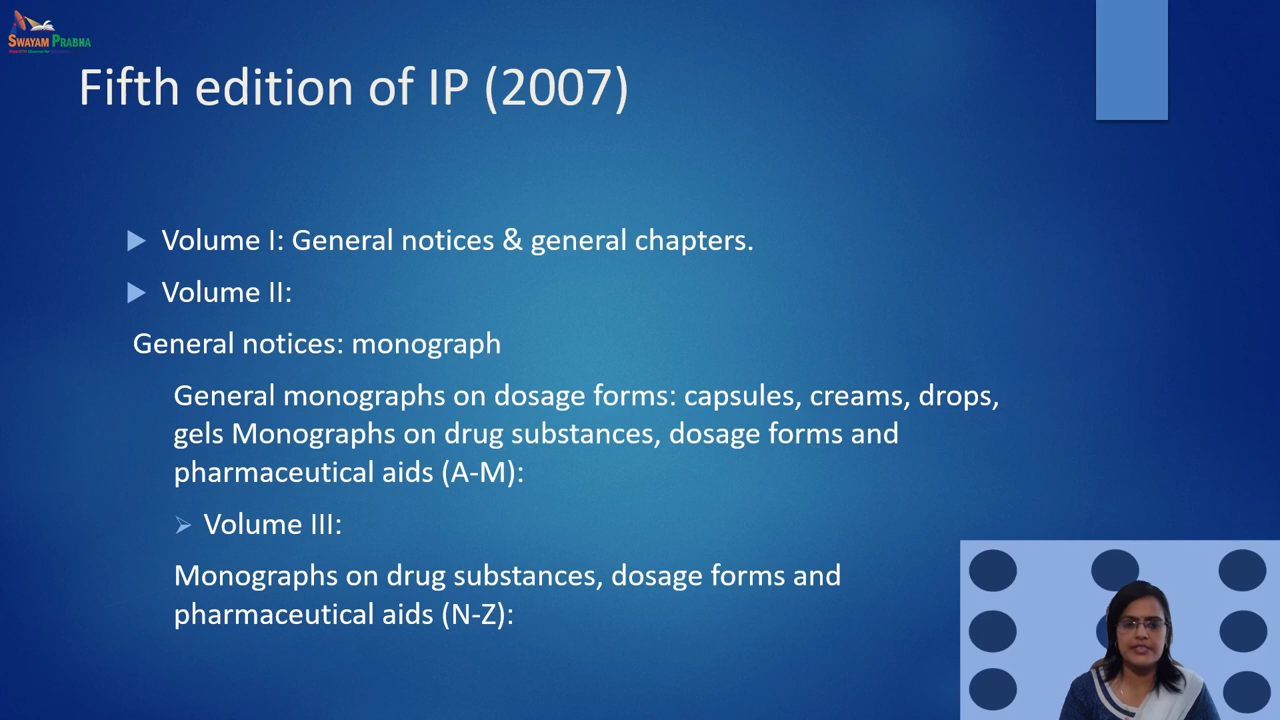 SWAYAM PRABHA
Fifth edition of IP (2007)
Volume I: General notices & general chapters.
Volume II:
General notices: monograph
General monographs on dosage forms: capsules, creams, drops,
gels Monographs on drug substances, dosage forms and
pharmaceutical aids (A-M):
Volume III:
Monographs on drug substances, dosage forms and
pharmaceutical aids (N-Z):